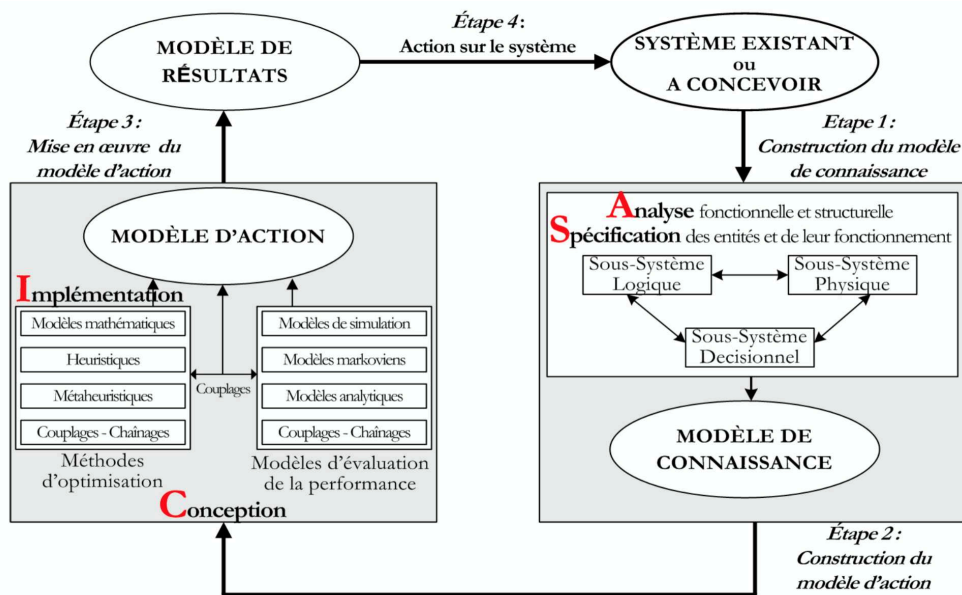 Étape 4 :
Action sur le système
MODÈLE DE
RÉSULTATS
SYSTÈME EXISTANT
ou
A CONCEVOIR
Étape 3 :
Mise en œuvre du
modèle d'action
Étape 1 :
Construction du modèle
de connaissance
MODÈLE D'ACTION
Implémentation
Modèles mathématiques
Heuristiques
Métaheuristiques
Couplages - Chaînages
Méthodes
d'optimisation
Couplages
Modèles de simulation
Modèles markoviens
Modèles analytiques
Couplages - Chaînages
Modèles d'évaluation
de la performance
Conception
Analyse fonctionnelle et structurelle
Spécification des entités et de leur fonctionnement
Sous-Système
Logique
Sous-Système
Physique
Sous-Système
Decisionnel
MODÈLE DE
CONNAISSANCE
Étape 2 :
Construction du
modèle d'action